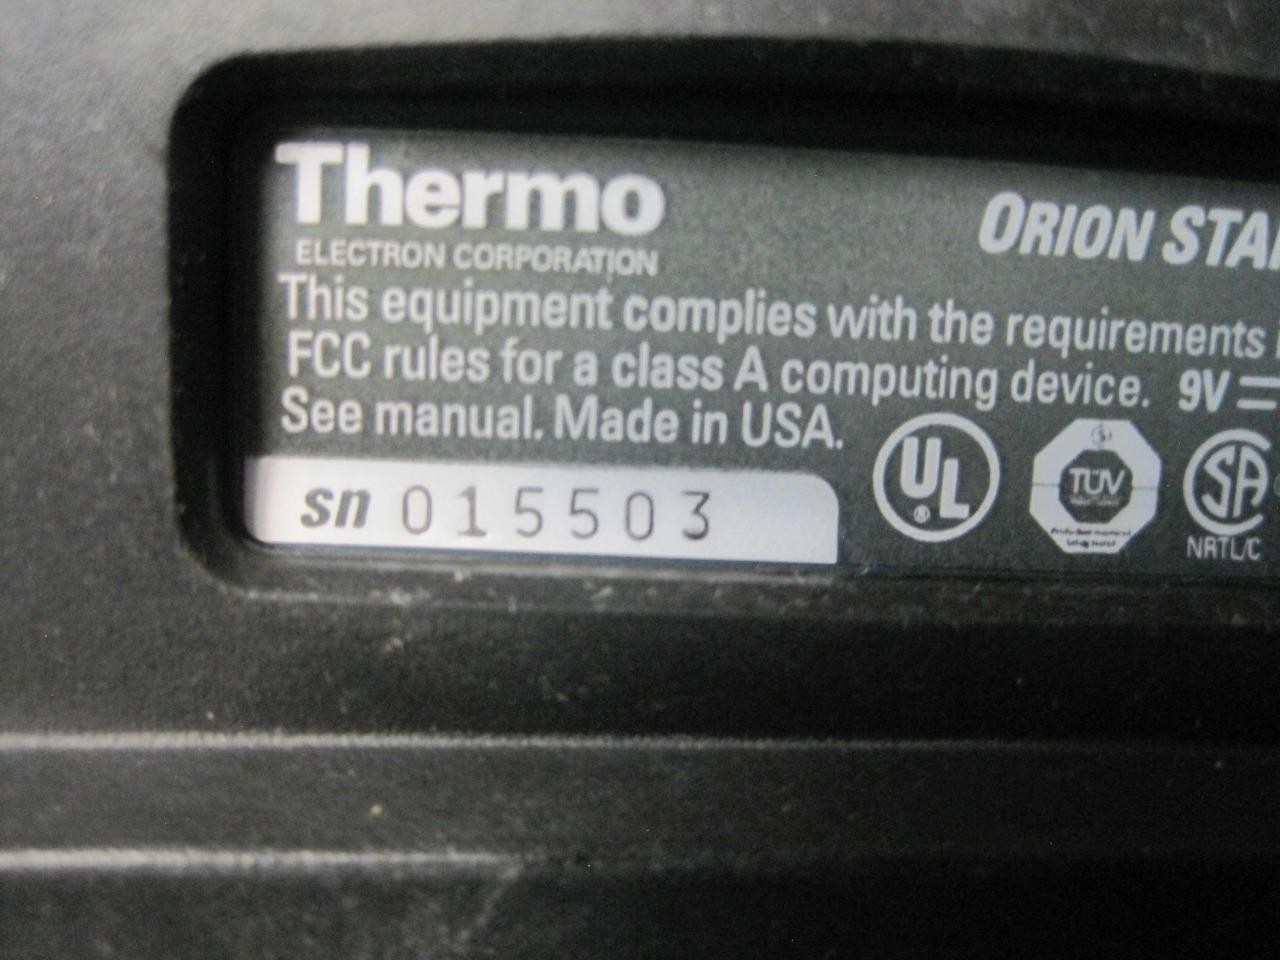 Thermo
ELECTRON CORPORATION
ORION STAR
This equipment complies with the requirements
FCC rules for a class A computing device. 9V
See manual. Made in USA.
sn 015503
UL
®
TÜV
SA
NRTL/C